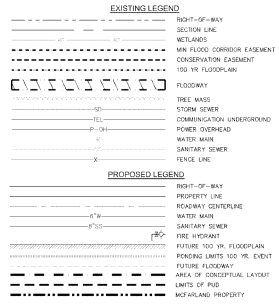 EXISTING LEGEND
RIGHT-OF-WAY
SECTION LINE
WETLANDS
MIN FLOOD CORRIDOR EASEMENT
CONSERVATION EASEMENT
100 YR FLOODPLAIN
FLOODWAY
TREE MASS
SD STORM SEWER
TEL COMMUNICATION UNDERGROUND
P-OH POWER OVERHEAD
WATER MAIN
SANITARY SEWER
X FENCE LINE
PROPOSED LEGEND
RIGHT-OF-WAY
PROPERTY LINE
ROADWAY CENTERLINE
6"W WATER MAIN
8"SS SANITARY SEWER
FIRE HYDRANT
FUTURE 100 YR. FLOODPLAIN
PONDING LIMITS 100 YR. EVENT
FUTURE FLOODWAY
AREA OF CONCEPTUAL LAYOUT
LIMITS OF PUD
MCFARLAND PROPERTY